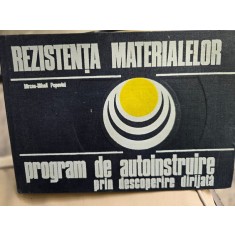 REZISTENȚA MATERIALELOR
Mircea-Mihail Popovici
program de autoinstruire
prin descoperire dirijată